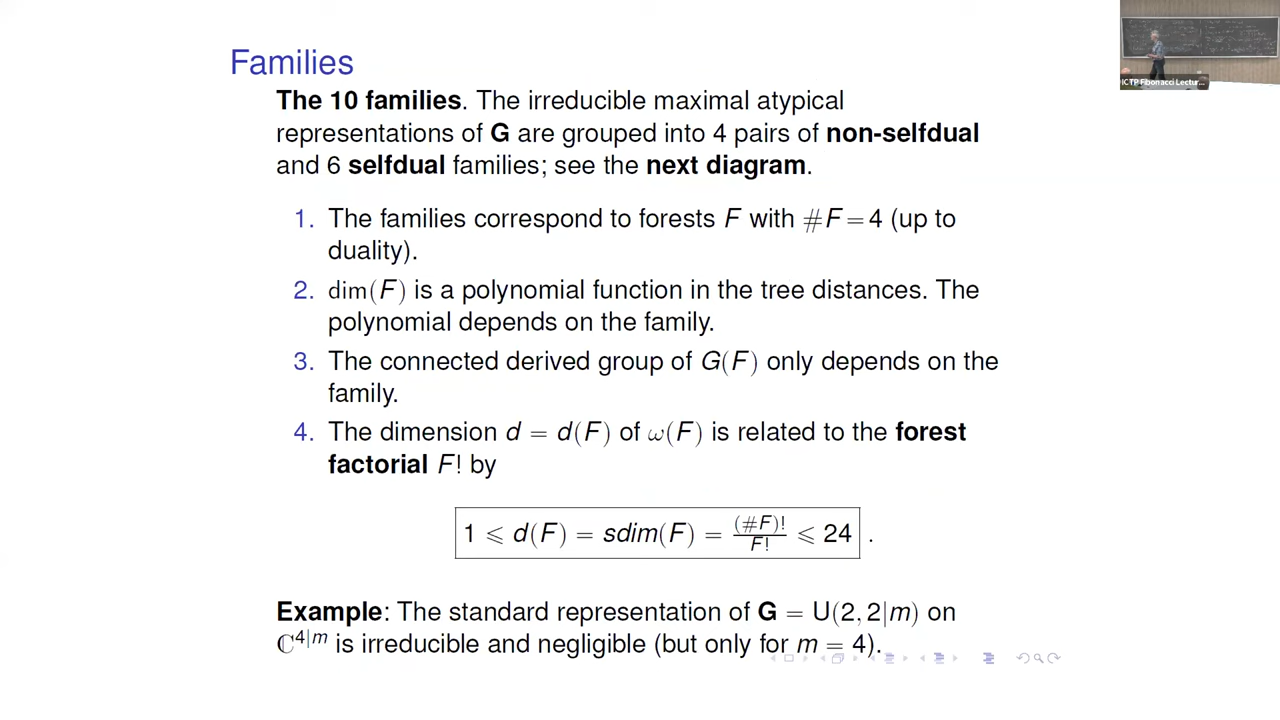 Families
The 10 families. The irreducible maximal atypical
representations of G are grouped into 4 pairs of non-selfdual
and 6 selfdual families; see the next diagram.
1. The families correspond to forests F with #F = 4 (up to
duality).
2. dim(F) is a polynomial function in the tree distances. The
polynomial depends on the family.
3. The connected derived group of G(F) only depends on the
family.
4. The dimension d = d(F) of ω(F) is related to the forest
factorial F! by
1 ⩽ d(F) = sdim(F) = (#F)!/F! ⩽ 24 .
Example: The standard representation of G = U(2, 2|m) on
ℂ⁴|ᵐ is irreducible and negligible (but only for m = 4).
ICTP Fibonacci Lectur...